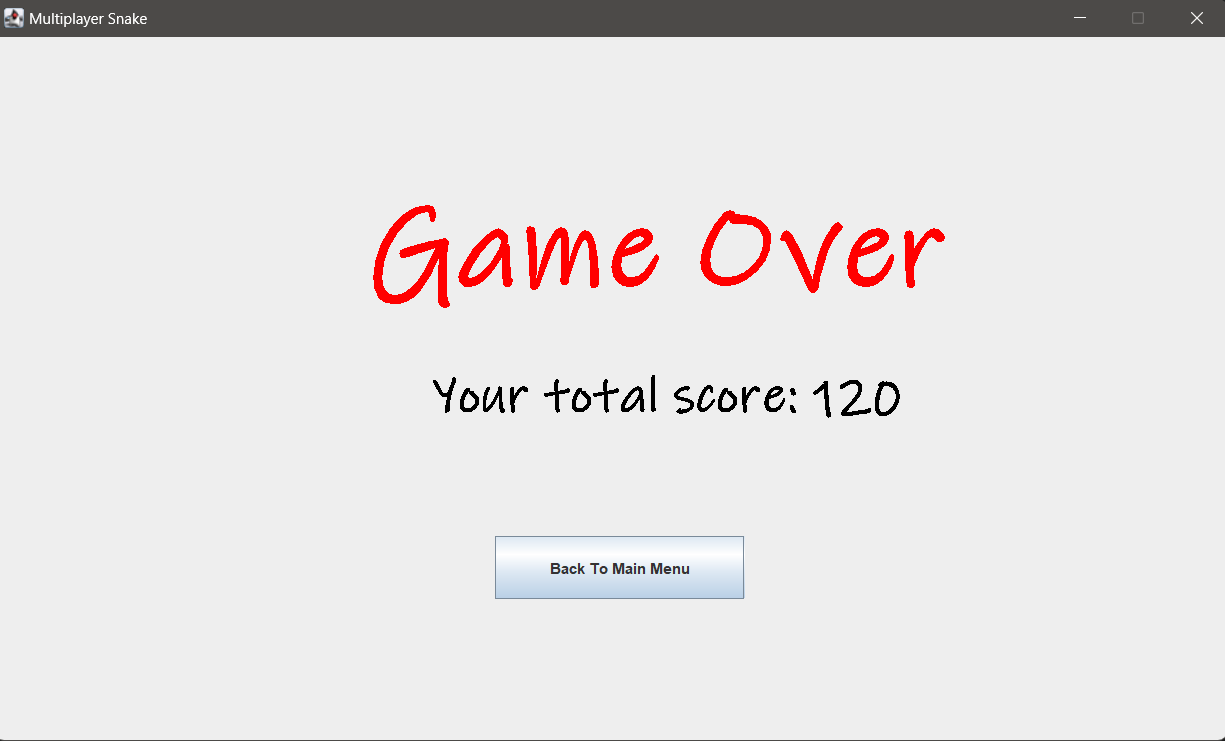 Multiplayer Snake
Game Over
Your total score: 120
Back To Main Menu